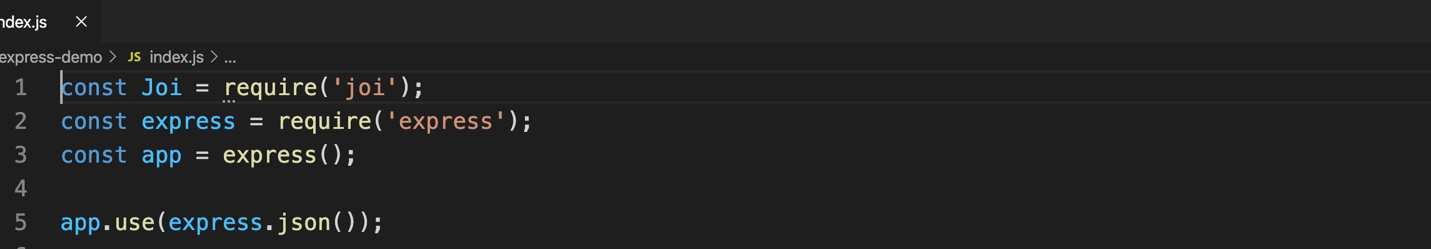 ndex.js
express-demo > JS index.js > ...
1 const Joi = require('joi');
2 const express = require('express');
3 const app = express();
4
5 app.use(express.json());